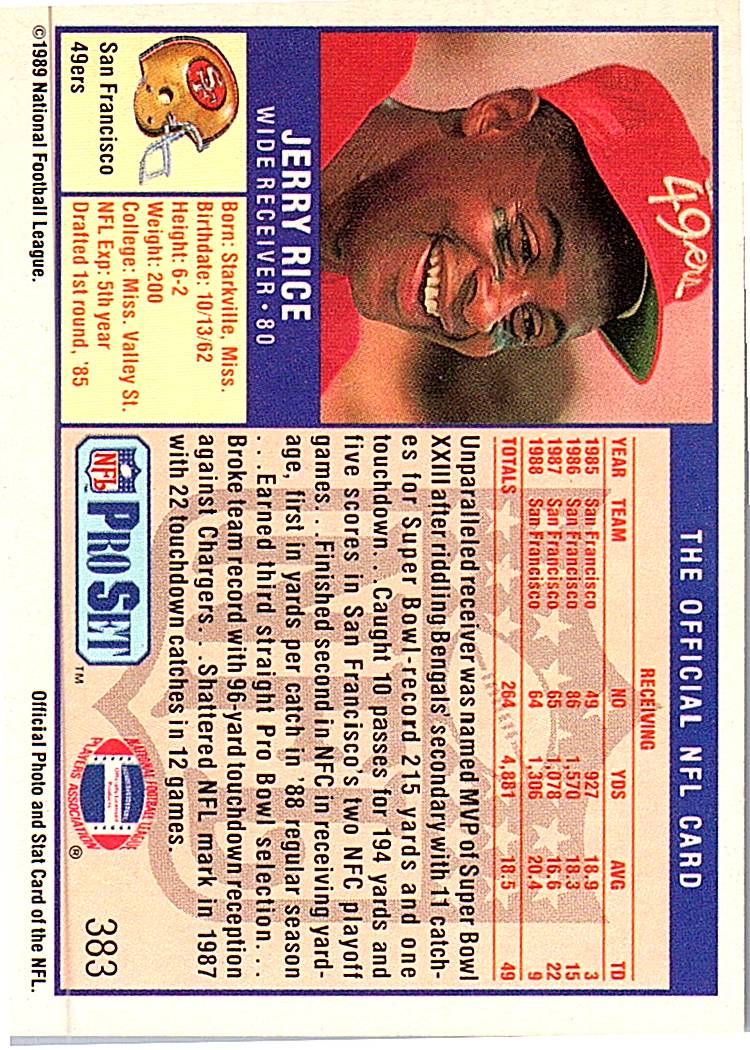 THE OFFICIAL NFL CARD
49ers
JERRY RICE
WIDE RECEIVER • 80
SF
San Francisco
49ers
Born: Starkville, Miss.
Birthdate: 10/13/62
Height: 6-2
Weight: 200
College: Miss. Valley St.
NFL Exp: 5th year
Drafted 1st round, '85
RECEIVING
YEAR TEAM NO YDS AVG TD
1985 San Francisco 49 927 18.9 3
1986 San Francisco 86 1,570 18.3 15
1987 San Francisco 65 1,078 16.6 22
1988 San Francisco 64 1,306 20.4 9
TOTALS 264 4,881 18.5 49
Unparalleled receiver was named MVP of Super Bowl
XXIII after riddling Bengals' secondary with 11 catch-
es for Super Bowl-record 215 yards and one
touchdown. . .Caught 10 passes for 194 yards and
five scores in San Francisco's two NFC playoff
games. . .Finished second in NFC in receiving yard-
age, first in yards per catch in '88 regular season
. . .Earned third straight Pro Bowl selection. . .
Broke team record with 96-yard touchdown reception
against Chargers. . .Shattered NFL mark in 1987
with 22 touchdown catches in 12 games.
NFL PRO SET ™
NATIONAL FOOTBALL LEAGUE
PLAYERS ASSOCIATION ®
383
© 1989 National Football League.
Official Photo and Stat Card of the NFL.